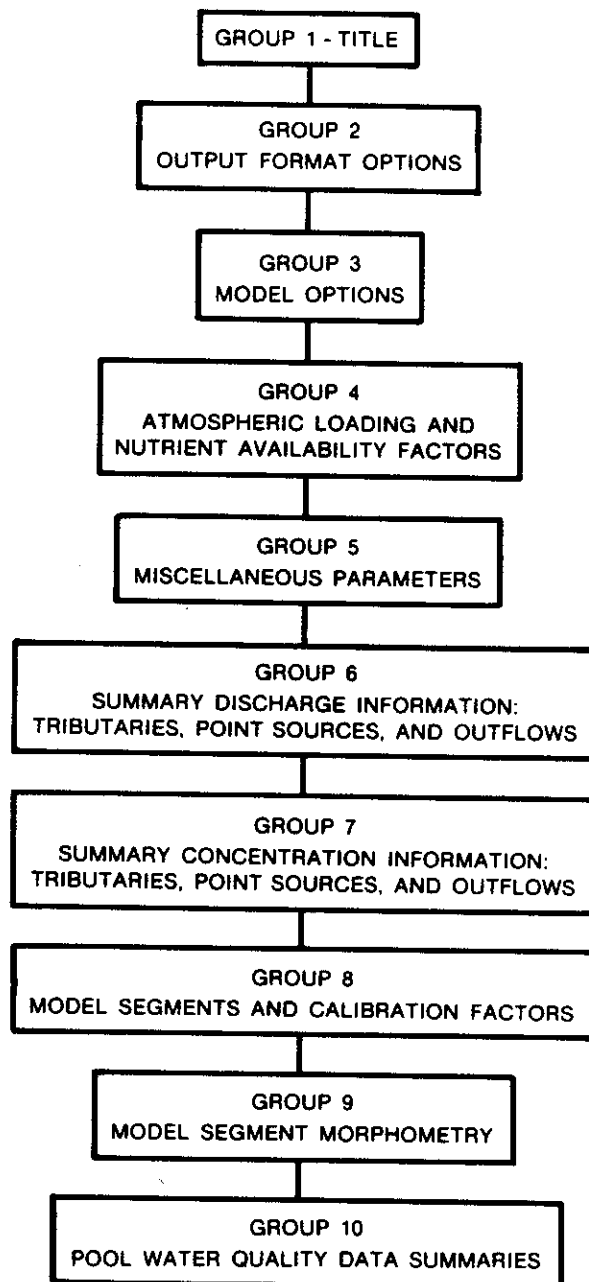 GROUP 1 - TITLE
GROUP 2
OUTPUT FORMAT OPTIONS
GROUP 3
MODEL OPTIONS
GROUP 4
ATMOSPHERIC LOADING AND
NUTRIENT AVAILABILITY FACTORS
GROUP 5
MISCELLANEOUS PARAMETERS
GROUP 6
SUMMARY DISCHARGE INFORMATION:
TRIBUTARIES, POINT SOURCES, AND OUTFLOWS
GROUP 7
SUMMARY CONCENTRATION INFORMATION:
TRIBUTARIES, POINT SOURCES, AND OUTFLOWS
GROUP 8
MODEL SEGMENTS AND CALIBRATION FACTORS
GROUP 9
MODEL SEGMENT MORPHOMETRY
GROUP 10
POOL WATER QUALITY DATA SUMMARIES